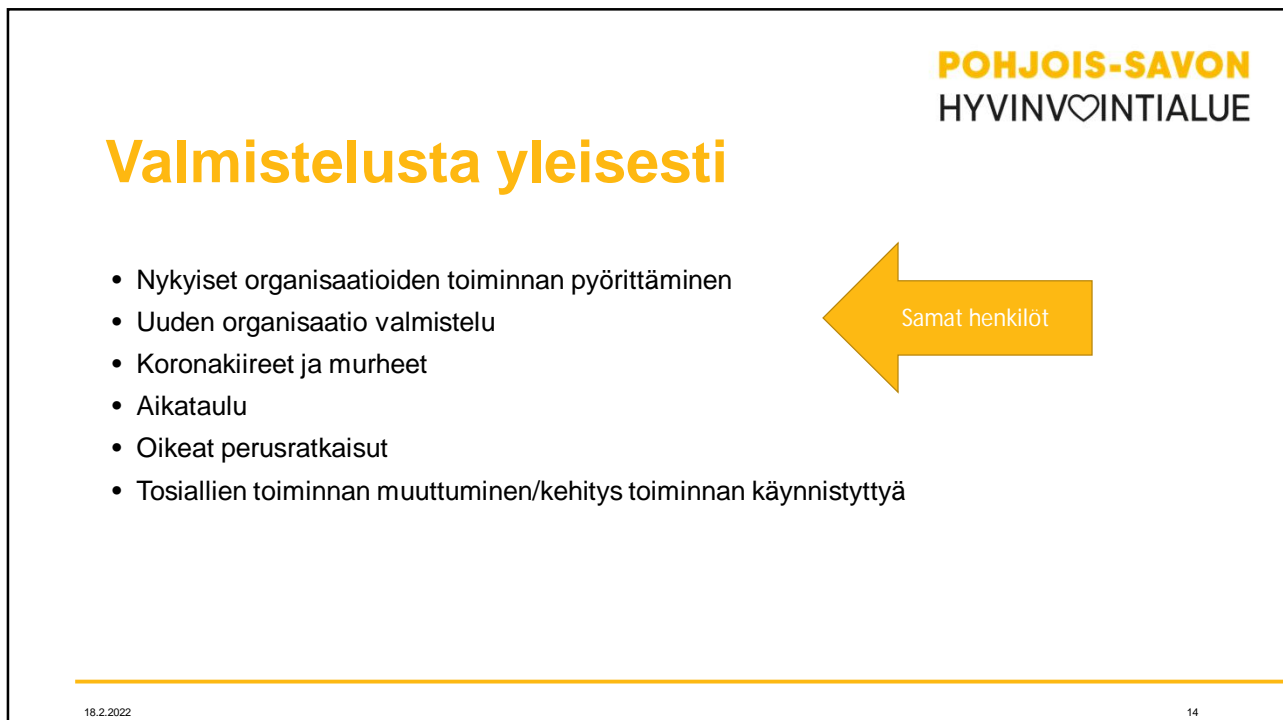 POHJOIS-SAVON
HYVINVOINTIALUE
Valmistelusta yleisesti
• Nykyiset organisaatioiden toiminnan pyörittäminen
• Uuden organisaatio valmistelu
• Koronakiireet ja murheet
• Aikataulu
• Oikeat perusratkaisut
• Tosiallien toiminnan muuttuminen/kehitys toiminnan käynnistyttyä
Samat henkilöt
18.2.2022
14